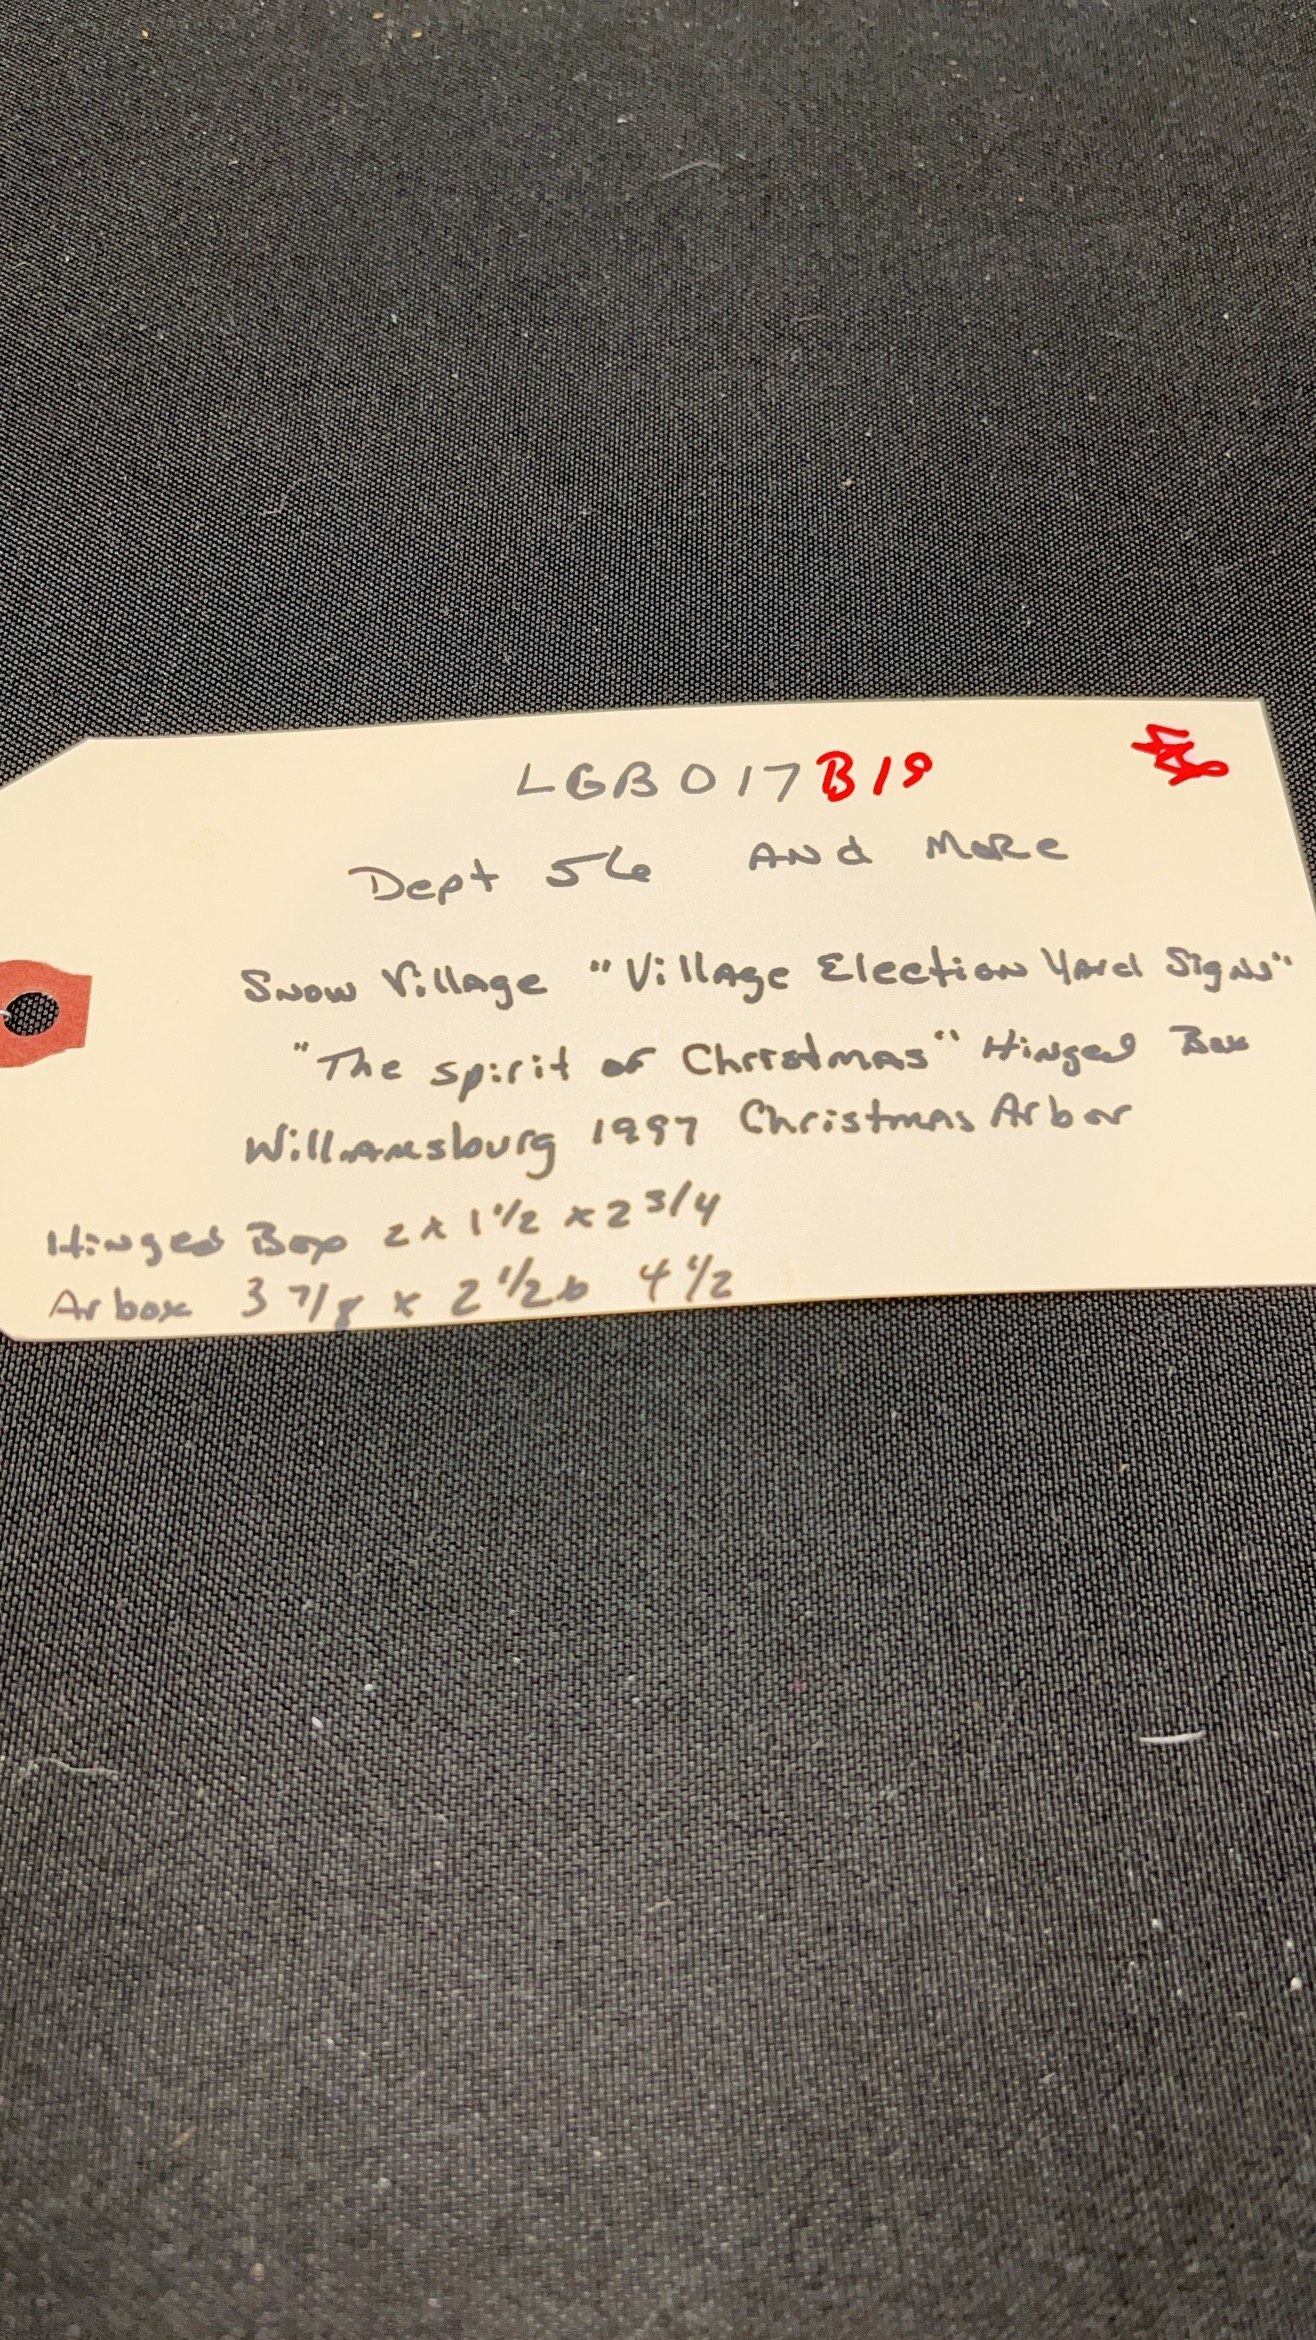 LGB017B19
Dept 56 And More
Snow Village "Village Election Yard Signs"
"The spirit of Christmas" Hinged Box
Williamsburg 1997 Christmas Arbor
Hinged Box 2 x 1 1/2 x 2 3/4
Arbox 3 7/8 x 2 1/2 4 1/2